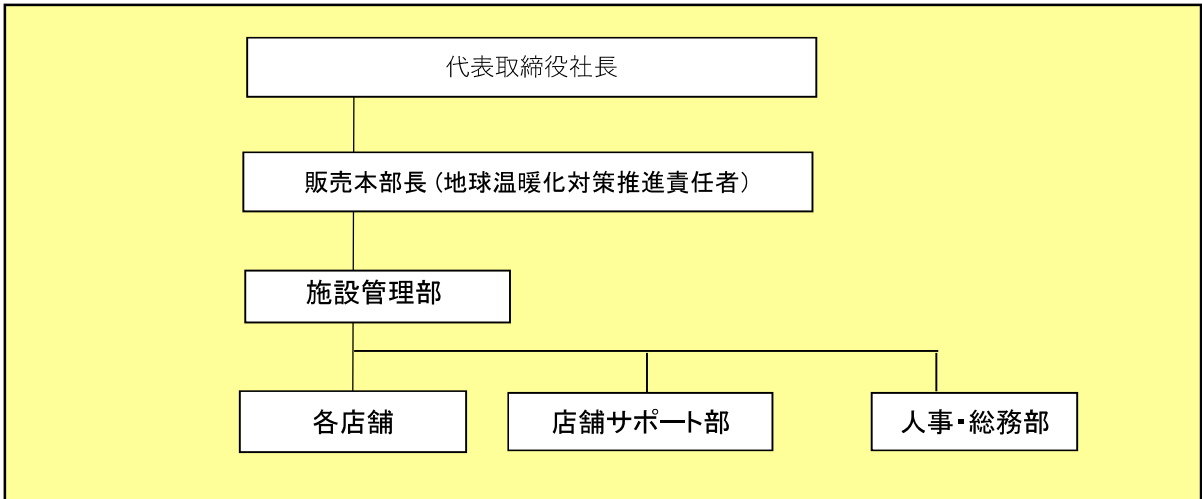 代表取締役社長
販売本部長（地球温暖化対策推進責任者）
施設管理部
各店舗
店舗サポート部
人事・総務部